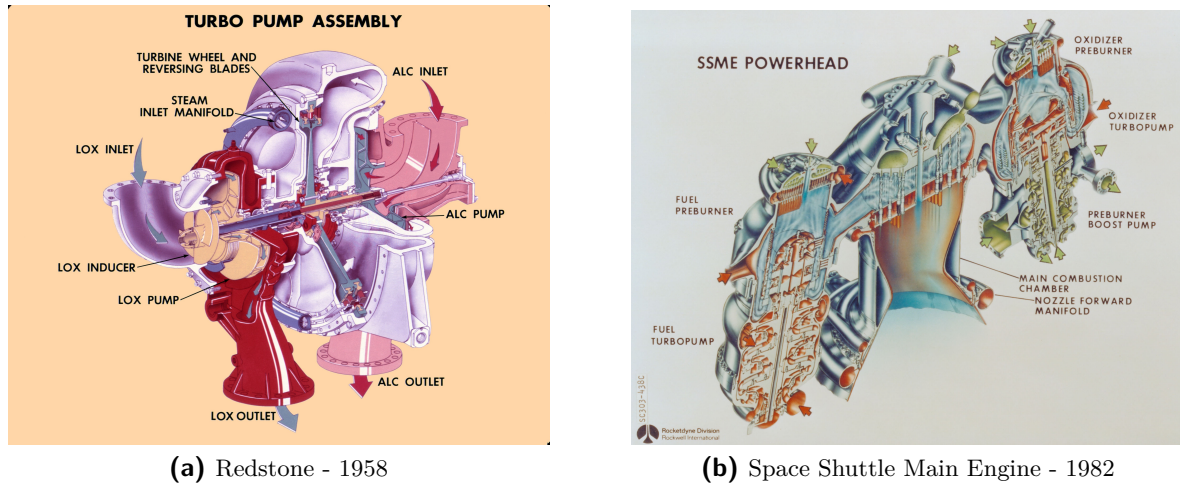 TURBO PUMP ASSEMBLY
TURBINE WHEEL AND
REVERSING BLADES
ALC INLET
STEAM
INLET MANIFOLD
LOX INLET
ALC PUMP
LOX INDUCER
LOX PUMP
ALC OUTLET
LOX OUTLET
(a) Redstone - 1958
OXIDIZER
PREBURNER
SSME POWERHEAD
OXIDIZER
TURBOPUMP
FUEL
PREBURNER
PREBURNER
BOOST PUMP
MAIN COMBUSTION
CHAMBER
NOZZLE FORWARD
MANIFOLD
FUEL
TURBOPUMP
SC303-438C
Rocketdyne Division
Rockwell International
(b) Space Shuttle Main Engine - 1982